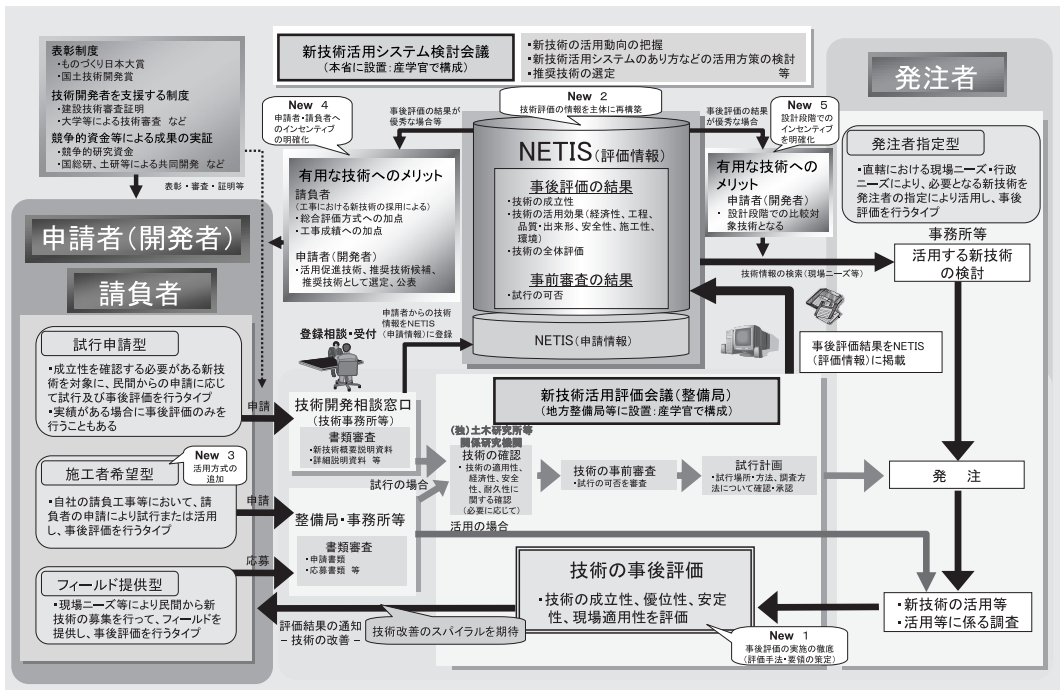 表彰制度
・ものづくり日本大賞
・国土技術開発賞
技術開発者を支援する制度
・建設技術審査証明
・大学等による技術審査 など
競争的資金等による成果の実証
・競争的研究資金
・国総研、土研等による共同開発 など
表彰・審査・証明等
新技術活用システム検討会議
(本省に設置:産学官で構成)
・新技術の活用動向の把握
・新技術活用システムのあり方などの活用方策の検討
・推奨技術の選定 等
New 4
申請者・請負者へ
のインセンティブ
の明確化
事後評価の結果が
優秀な場合等
New 2
技術評価の情報を主体に再構築
事後評価の結果
が優秀な場合
New 5
設計段階での
インセンティブ
を明確化
有用な技術へのメリット
請負者
(工事における新技術の採用による)
・総合評価方式への加点
・工事成績への加点
申請者(開発者)
・活用促進技術、推奨技術候補、
推奨技術として選定、公表
NETIS(評価情報)
事後評価の結果
・技術の成立性
・技術の活用効果(経済性、工程、
品質・出来形、安全性、施工性、
環境)
・技術の全体評価
事前審査の結果
・試行の可否
NETIS(申請情報)
有用な技術への
メリット
申請者(開発者)
・ 設計段階での比較対
象技術となる
技術情報の検索(現場ニーズ等)
発注者
発注者指定型
・直轄における現場ニーズ・行政
ニーズにより、必要となる新技術を
発注者の指定により活用し、事後
評価を行うタイプ
事務所等
活用する新技術
の検討
事後評価結果をNETIS
(評価情報)に掲載
発 注
・新技術の活用等
・活用等に係る調査
申請者(開発者)
請負者
試行申請型
・成立性を確認する必要がある新技
術を対象に、民間からの申請に応じ
て試行及び事後評価を行うタイプ
・実績がある場合に事後評価のみを
行うこともある
申請
New 3
活用方式の
追加
施工者希望型
・自社の請負工事等において、請
負者の申請により試行または活用
し、事後評価を行うタイプ
申請
フィールド提供型
・現場ニーズ等により民間から新
技術の募集を行って、フィールドを
提供し、事後評価を行うタイプ
応募
登録相談・受付
申請者からの技術
情報をNETIS
(申請情報)に登録
技術開発相談窓口
(技術事務所等)
書類審査
・新技術概要説明資料
・詳細説明資料 等
試行の場合
整備局・事務所等
書類審査
・申請書類
・応募書類 等
活用の場合
新技術活用評価会議(整備局)
(地方整備局等に設置:産学官で構成)
(独)土木研究所等
関係研究機関
技術の確認
・技術の適用性、
経済性、安全
性、耐久性に
関する確認
(必要に応じて)
技術の事前審査
・試行の可否を審査
試行計画
・試行場所・方法、調査方
法について確認・承認
技術の事後評価
・技術の成立性、優位性、安定
性、現場適用性を評価
New 1
事後評価の実施の徹底
(評価手法・要領の策定)
評価結果の通知
－技術の改善－
技術改善のスパイラルを期待